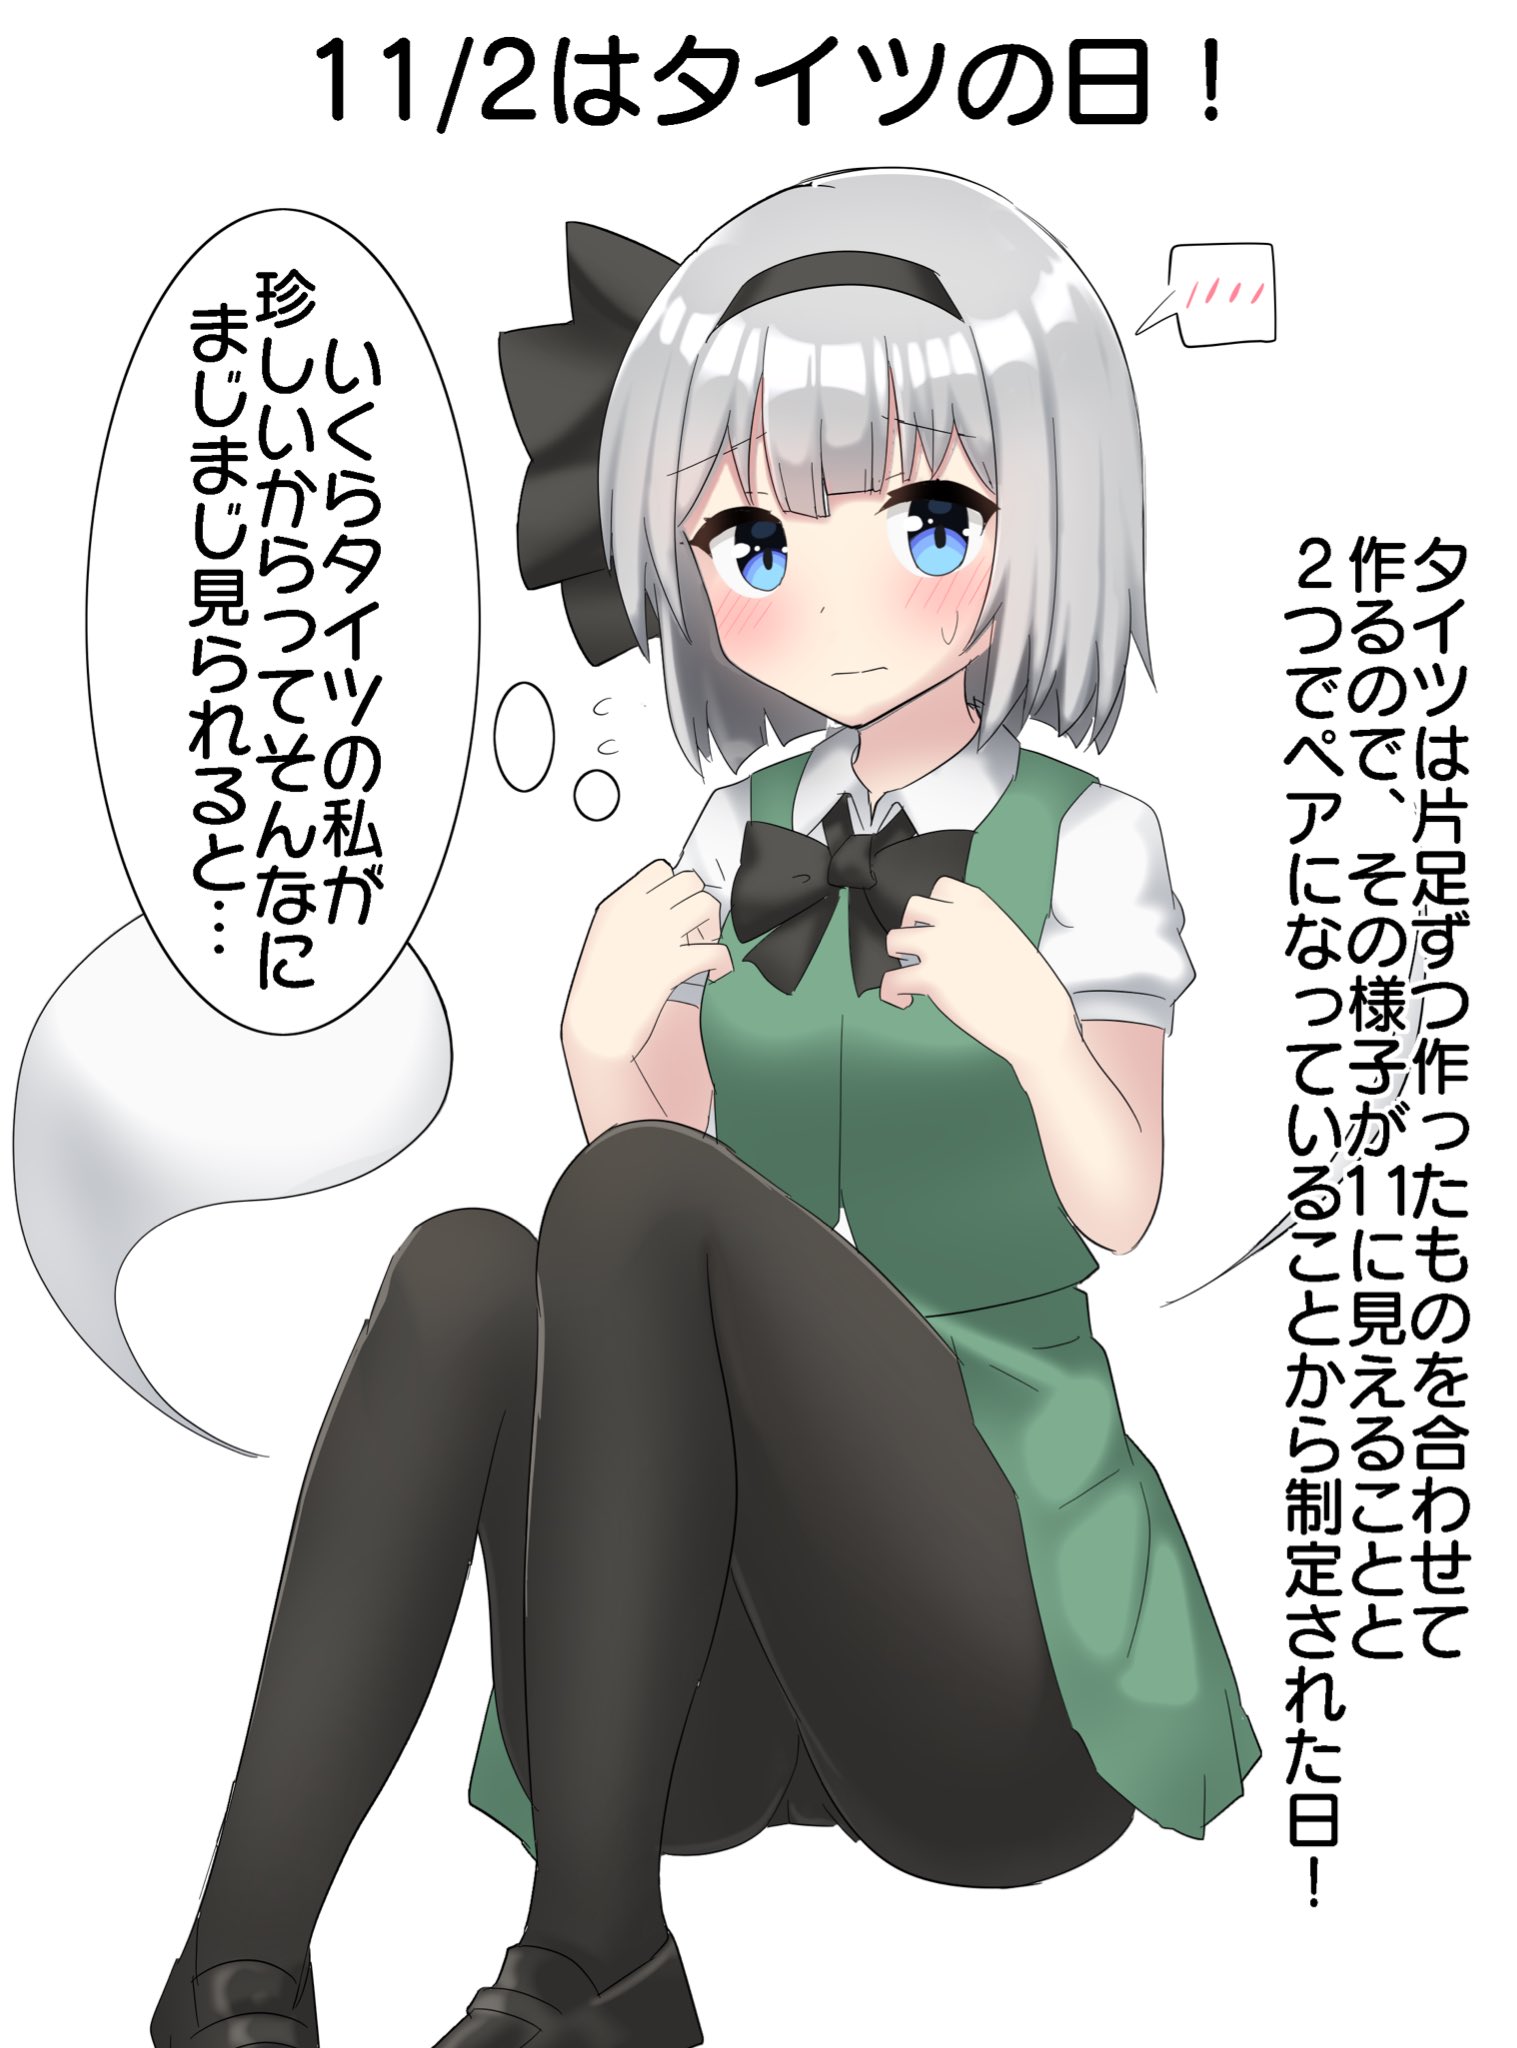 11/2はタイツの日！
タイツは片足ずつ作ったものを合わせて
作るので、その様子が11に見えることと
2つでペアになっていることから制定された日！
いくらタイツの私が
珍しいからってそんなに
まじまじ見られると…